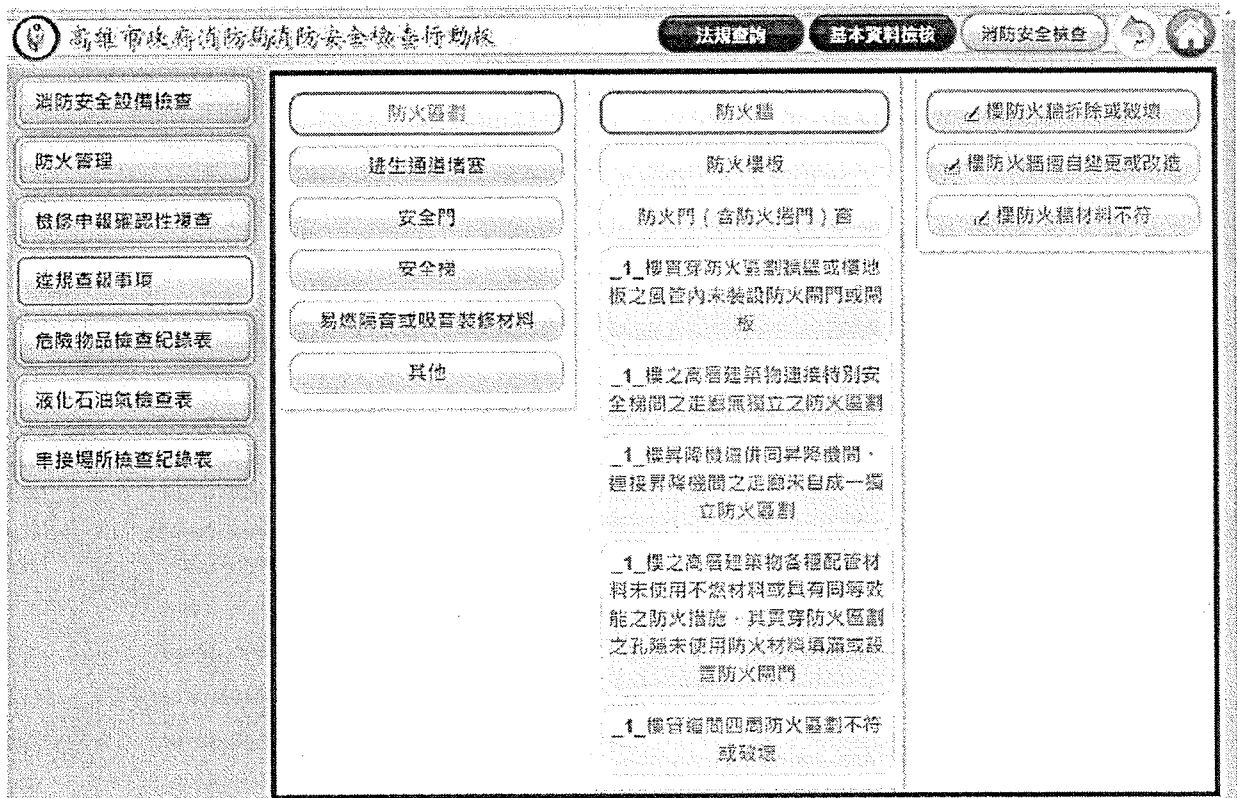 高雄市政府消防局消防安全檢查行動板
法規查詢
基本資料檢核
消防安全檢查
消防安全設備檢查
防火管理
檢修申報確認性複查
違規查報事項
危險物品檢查紀錄表
液化石油氣檢查表
串接場所檢查紀錄表
防火區劃
逃生通道堵塞
安全門
安全梯
易燃隔音或吸音裝修材料
其他
防火牆
防火樓板
防火門(含防火捲門)窗
_1_樓貫穿防火區劃牆壁或樓地
板之風管內未裝設防火閘門或閘
板
_1_樓之高層建築物連接特別安
全梯間之走廊無獨立之防火區劃
_1_樓昇降機道併同昇降機間、
連接昇降機間之走廊未自成一獨
立防火區劃
_1_樓之高層建築物各種配管材
料未使用不燃材料或具有同等效
能之防火措施,其貫穿防火區劃
之孔隙未使用防火材料填滿或設
置防火閘門
_1_樓管道間四周防火區劃不符
或破壞
樓防火牆拆除或破壞
樓防火牆擅自變更或改造
樓防火牆材料不符